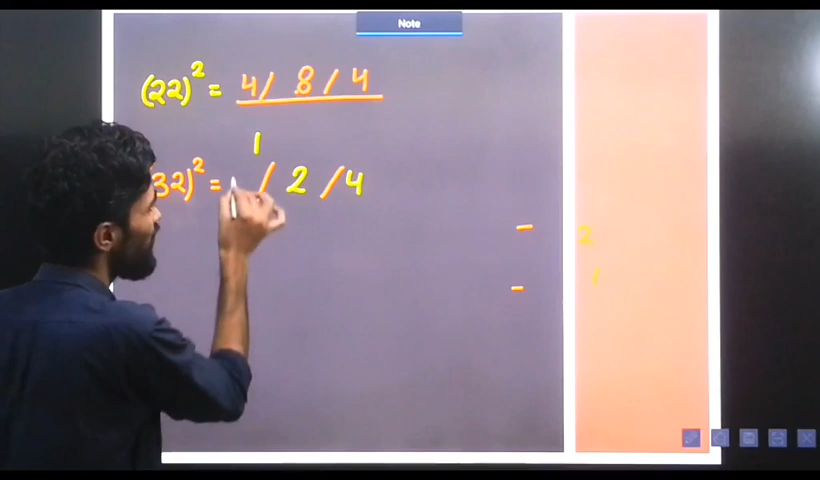 Note
(22)² = 4/ 8 / 4
1
32)² = / 2 / 4
- 2
- 1